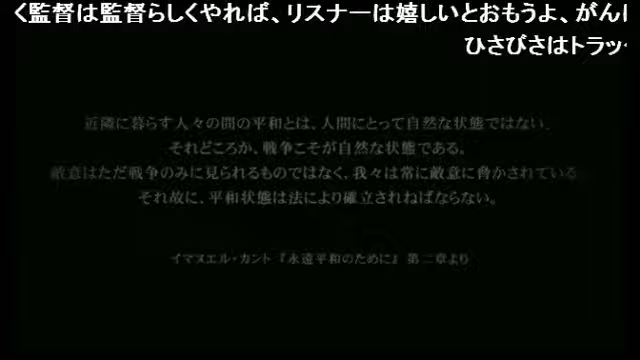 く監督は監督らしくやれば、リスナーは嬉しいとおもうよ、がんば
ひさびさはトラック
近隣に暮らす人々の間の平和とは、人間にとって自然な状態ではない。
それどころか、戦争こそが自然な状態である。
敵意はただ戦争のみに見られるものではなく、我々は常に敵意に脅かされている。
それ故に、平和状態は法により確立されねばならない。
イマヌエル・カント『永遠平和のために』 第二章より